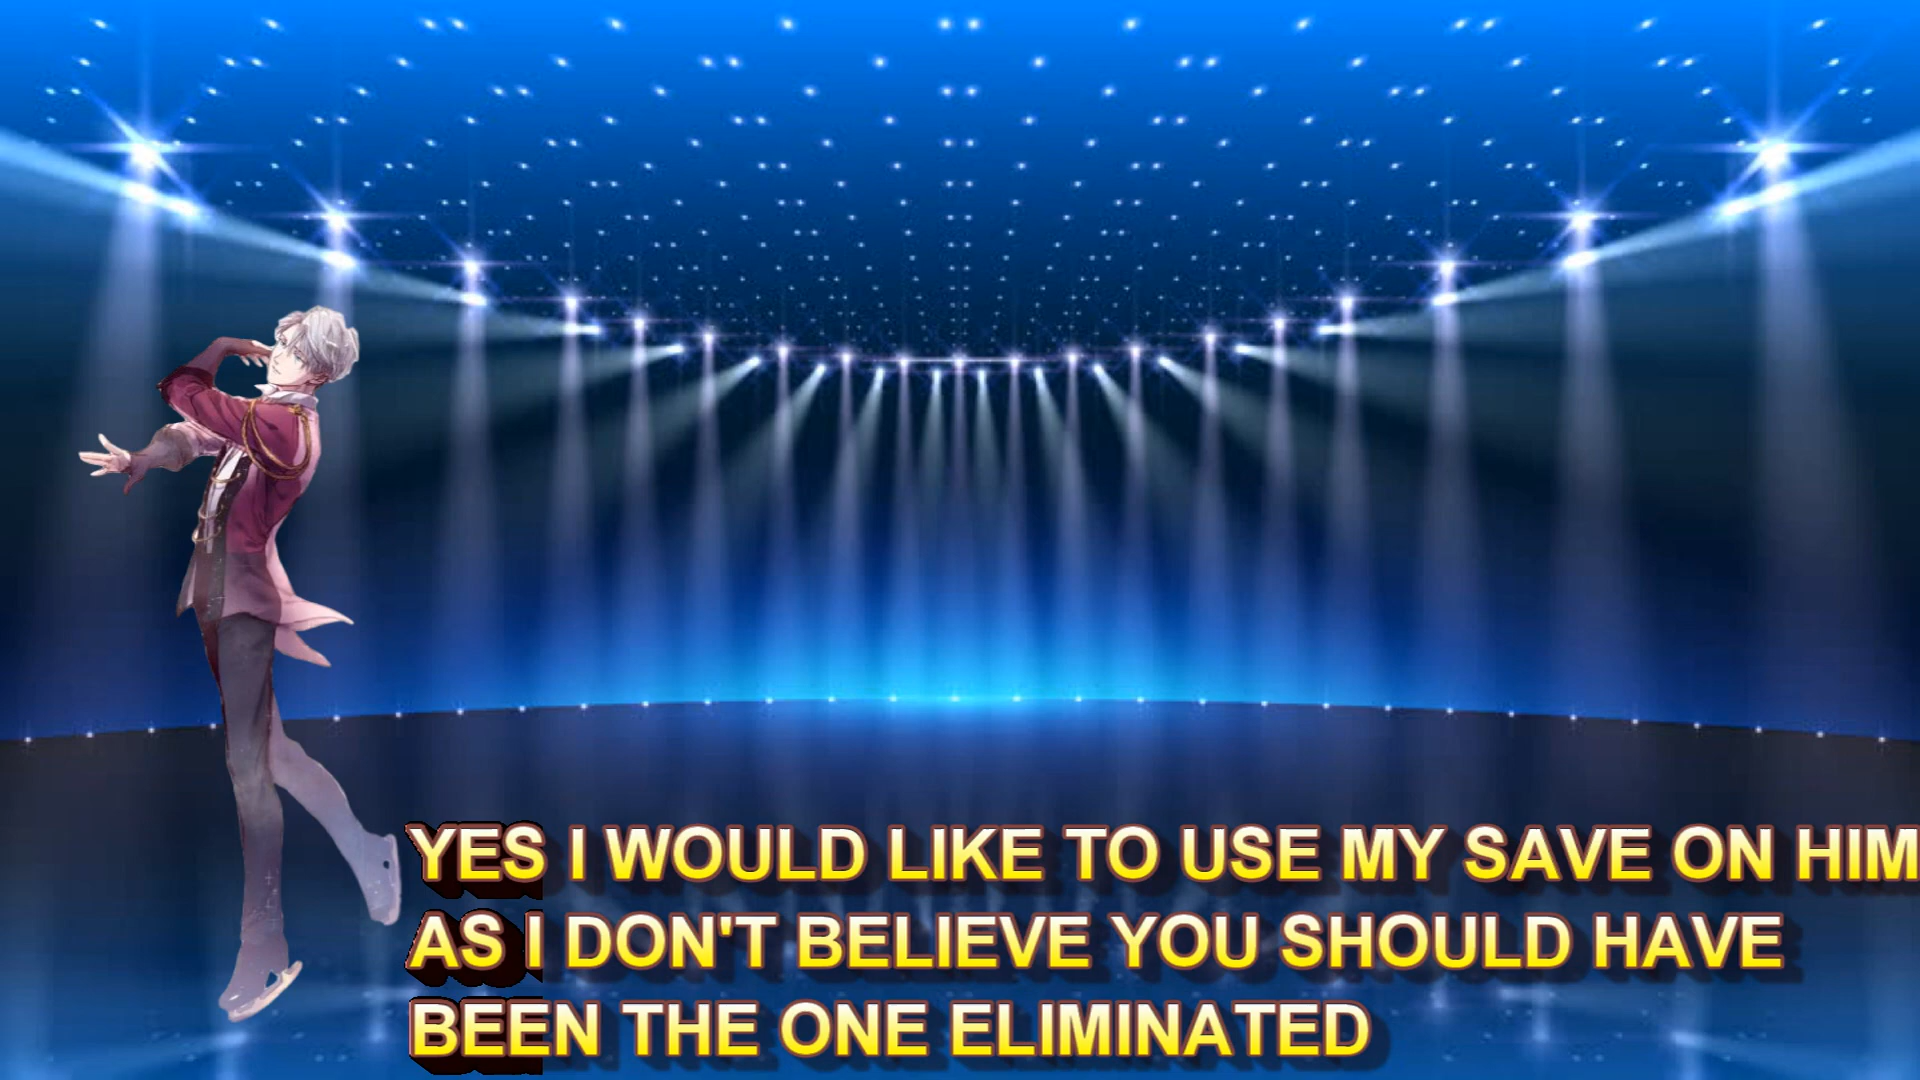 YES I WOULD LIKE TO USE MY SAVE ON HIM
AS I DON'T BELIEVE YOU SHOULD HAVE
BEEN THE ONE ELIMINATED